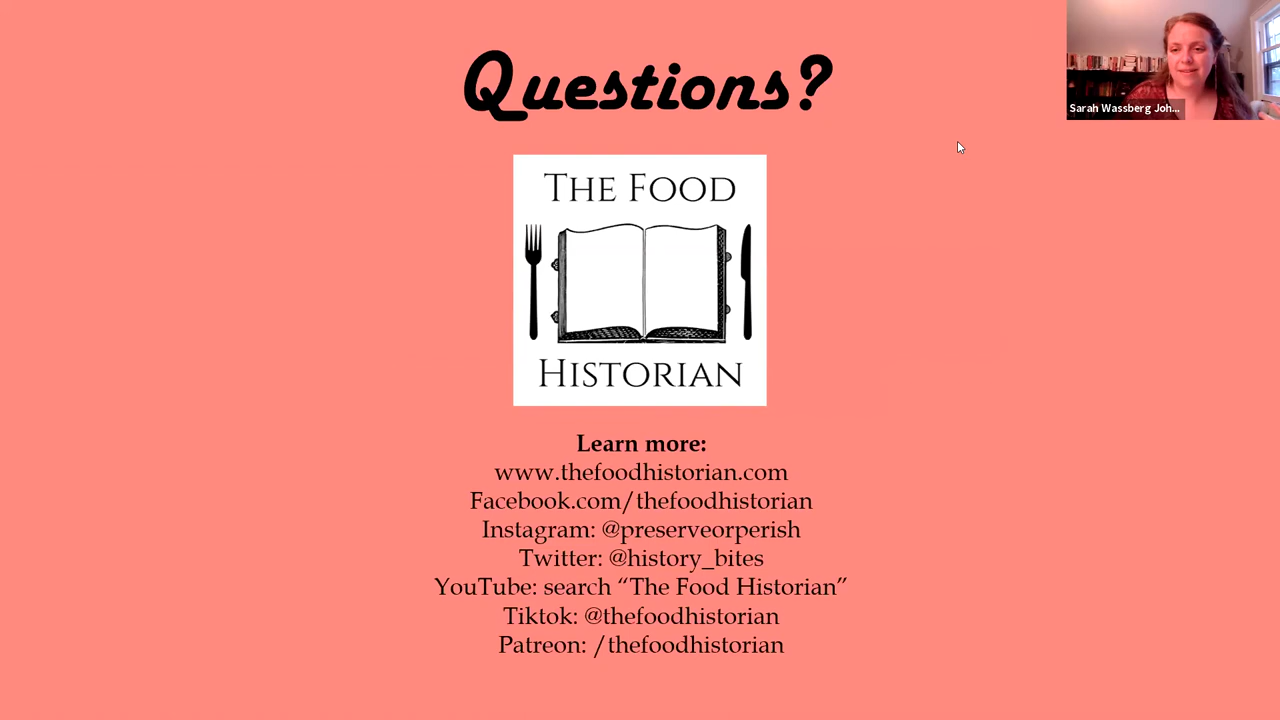 Questions?
Sarah Wassberg Joh...
THE FOOD
HISTORIAN
Learn more:
www.thefoodhistorian.com
Facebook.com/thefoodhistorian
Instagram: @preserveorperish
Twitter: @history_bites
YouTube: search “The Food Historian”
Tiktok: @thefoodhistorian
Patreon: /thefoodhistorian